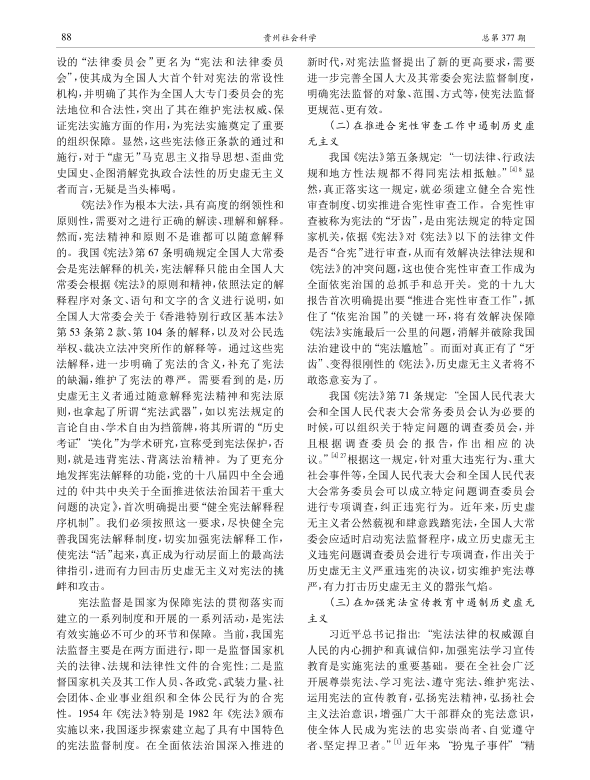 88
贵州社会科学
总第 377 期
设的“法律委员会”更名为“宪法和法律委员
会”,使其成为全国人大首个针对宪法的常设性
机构,并明确了其作为全国人大专门委员会的宪
法地位和合法性,突出了其在维护宪法权威、保
证宪法实施方面的作用,为宪法实施奠定了重要
的组织保障。显然,这些宪法修正条款的通过和
施行,对于“虚无”马克思主义指导思想、歪曲党
史国史、企图消解党执政合法性的历史虚无主义
者而言,无疑是当头棒喝。
《宪法》作为根本大法,具有高度的纲领性和
原则性,需要对之进行正确的解读、理解和解释。
然而,宪法精神和原则不是谁都可以随意解释
的。我国《宪法》第 67 条明确规定全国人大常委
会是宪法解释的机关,宪法解释只能由全国人大
常委会根据《宪法》的原则和精神,依照法定的解
释程序对条文、语句和文字的含义进行说明,如
全国人大常委会关于《香港特别行政区基本法》
第 53 条第 2 款、第 104 条的解释,以及对公民选
举权、裁决立法冲突所作的解释等。通过这些宪
法解释,进一步明确了宪法的含义,补充了宪法
的缺漏,维护了宪法的尊严。需要看到的是,历
史虚无主义者通过随意解释宪法精神和宪法原
则,也拿起了所谓“宪法武器”,如以宪法规定的
言论自由、学术自由为挡箭牌,将其所谓的“历史
考证”“美化”为学术研究,宣称受到宪法保护,否
则,就是违背宪法、背离法治精神。为了更充分
地发挥宪法解释的功能,党的十八届四中全会通
过的《中共中央关于全面推进依法治国若干重大
问题的决定》,首次明确提出要“健全宪法解释程
序机制”。我们必须按照这一要求,尽快健全完
善我国宪法解释制度,切实加强宪法解释工作,
使宪法“活”起来,真正成为行动层面上的最高法
律指引,进而有力回击历史虚无主义对宪法的挑
衅和攻击。
宪法监督是国家为保障宪法的贯彻落实而
建立的一系列制度和开展的一系列活动,是宪法
有效实施必不可少的环节和保障。当前,我国宪
法监督主要是在两方面进行,即一是监督国家机
关的法律、法规和法律性文件的合宪性;二是监
督国家机关及其工作人员、各政党、武装力量、社
会团体、企业事业组织和全体公民行为的合宪
性。1954 年《宪法》特别是 1982 年《宪法》颁布
实施以来,我国逐步探索建立起了具有中国特色
的宪法监督制度。在全面依法治国深入推进的
新时代,对宪法监督提出了新的更高要求,需要
进一步完善全国人大及其常委会宪法监督制度,
明确宪法监督的对象、范围、方式等,使宪法监督
更规范、更有效。
(二)在推进合宪性审查工作中遏制历史虚
无主义
我国《宪法》第五条规定:“一切法律、行政法
规和地方性法规都不得同宪法相抵触。”[4]8 显
然,真正落实这一规定,就必须建立健全合宪性
审查制度、切实推进合宪性审查工作。合宪性审
查被称为宪法的“牙齿”,是由宪法规定的特定国
家机关,依据《宪法》对《宪法》以下的法律文件
是否“合宪”进行审查,从而有效解决法律法规和
《宪法》的冲突问题,这也使合宪性审查工作成为
全面依宪治国的总抓手和总开关。党的十九大
报告首次明确提出要“推进合宪性审查工作”,抓
住了“依宪治国”的关键一环,将有效解决保障
《宪法》实施最后一公里的问题,消解并破除我国
法治建设中的“宪法尴尬”。而面对真正有了“牙
齿”、变得很刚性的《宪法》,历史虚无主义者将不
敢恣意妄为了。
我国《宪法》第 71 条规定:“全国人民代表大
会和全国人民代表大会常务委员会认为必要的
时候,可以组织关于特定问题的调查委员会,并
且根据调查委员会的报告,作出相应的决
议。”[4]27根据这一规定,针对重大违宪行为、重大
社会事件等,全国人民代表大会和全国人民代表
大会常务委员会可以成立特定问题调查委员会
进行专项调查,纠正违宪行为。近年来,历史虚
无主义者公然藐视和肆意践踏宪法,全国人大常
委会应适时启动宪法监督程序,成立历史虚无主
义违宪问题调查委员会进行专项调查,作出关于
历史虚无主义严重违宪的决议,切实维护宪法尊
严,有力打击历史虚无主义的嚣张气焰。
(三)在加强宪法宣传教育中遏制历史虚无
主义
习近平总书记指出:“宪法法律的权威源自
人民的内心拥护和真诚信仰,加强宪法学习宣传
教育是实施宪法的重要基础。要在全社会广泛
开展尊崇宪法、学习宪法、遵守宪法、维护宪法、
运用宪法的宣传教育,弘扬宪法精神,弘扬社会
主义法治意识,增强广大干部群众的宪法意识,
使全体人民成为宪法的忠实崇尚者、自觉遵守
者、坚定捍卫者。”[1] 近年来,“扮鬼子事件”“精